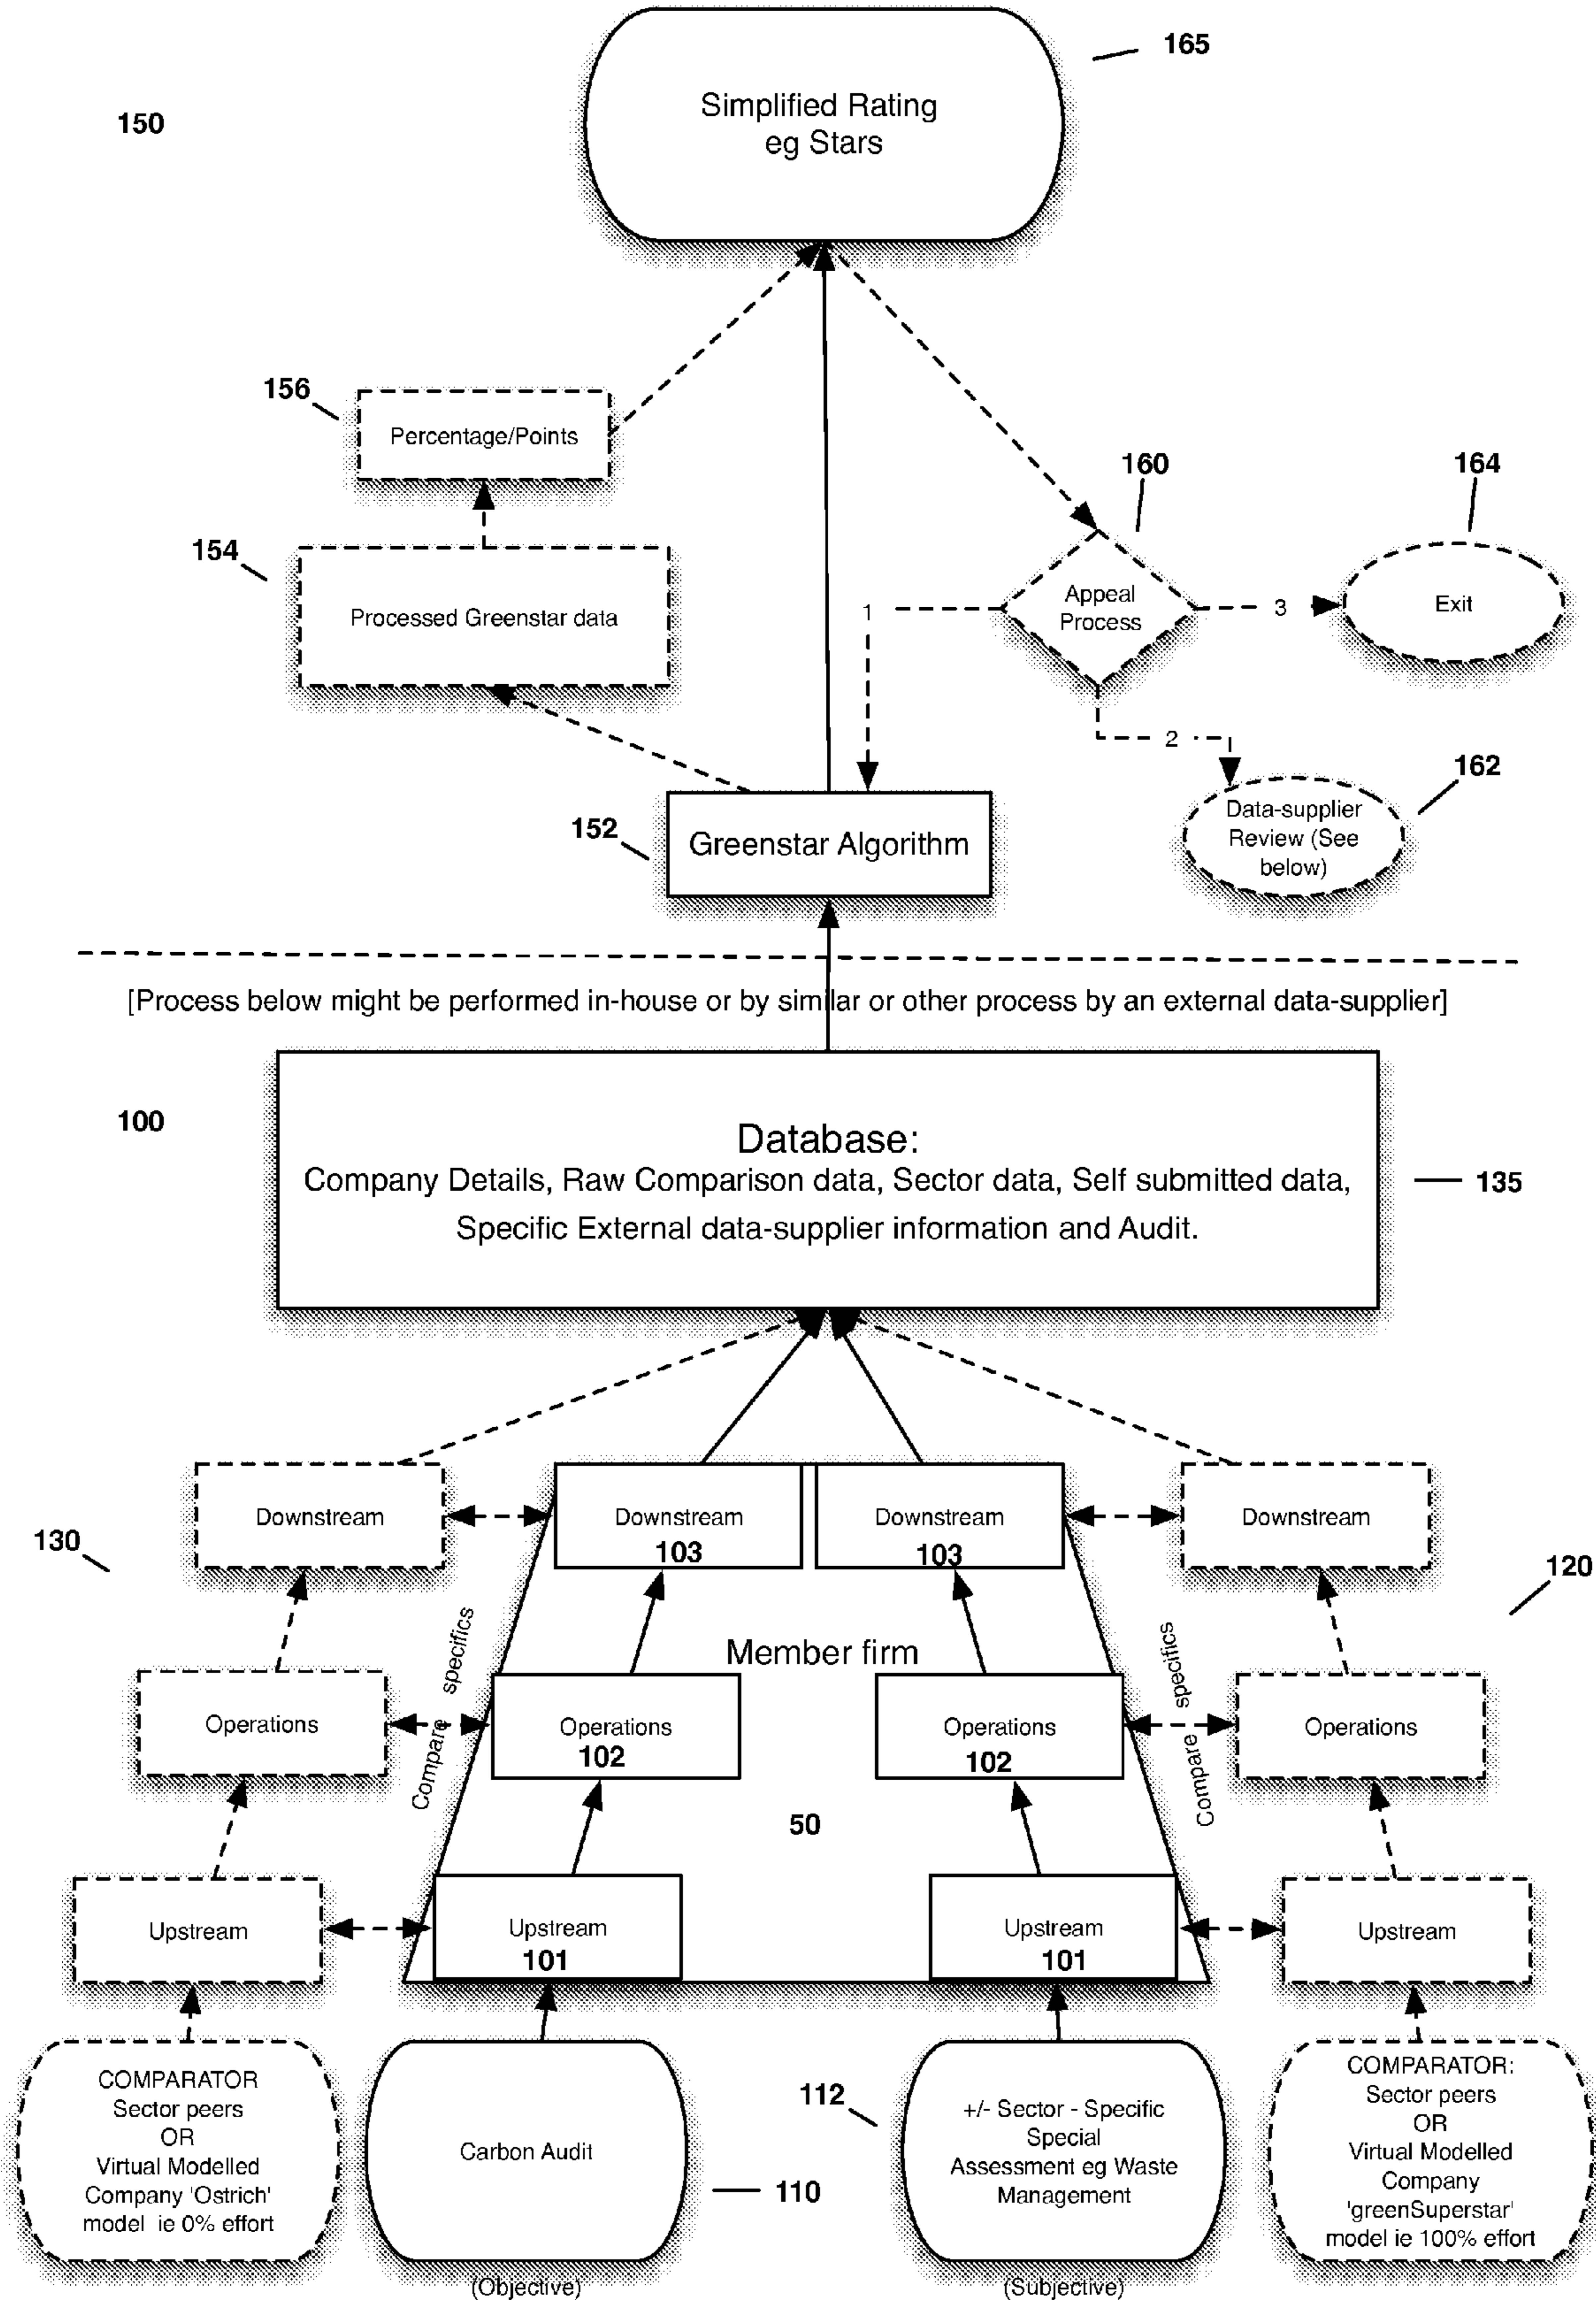 165
150
Simplified Rating
eg Stars
156
Percentage/Points
160
164
154
Processed Greenstar data
1
Appeal
Process
3
Exit
2
162
152
Greenstar Algorithm
Data-supplier
Review (See
below)
[Process below might be performed in-house or by similar or other process by an external data-supplier]
100
Database:
Company Details, Raw Comparison data, Sector data, Self submitted data,
Specific External data-supplier information and Audit.
135
130
Downstream
Downstream
103
Downstream
103
Downstream
120
Compare specifics
Member firm
Compare specifics
Operations
Operations
102
Operations
102
Operations
50
Upstream
Upstream
101
Upstream
101
Upstream
COMPARATOR
Sector peers
OR
Virtual Modelled
Company 'Ostrich'
model ie 0% effort
Carbon Audit
110
(Objective)
112
+/- Sector - Specific
Special
Assessment eg Waste
Management
(Subjective)
COMPARATOR:
Sector peers
OR
Virtual Modelled
Company
'greenSuperstar'
model ie 100% effort